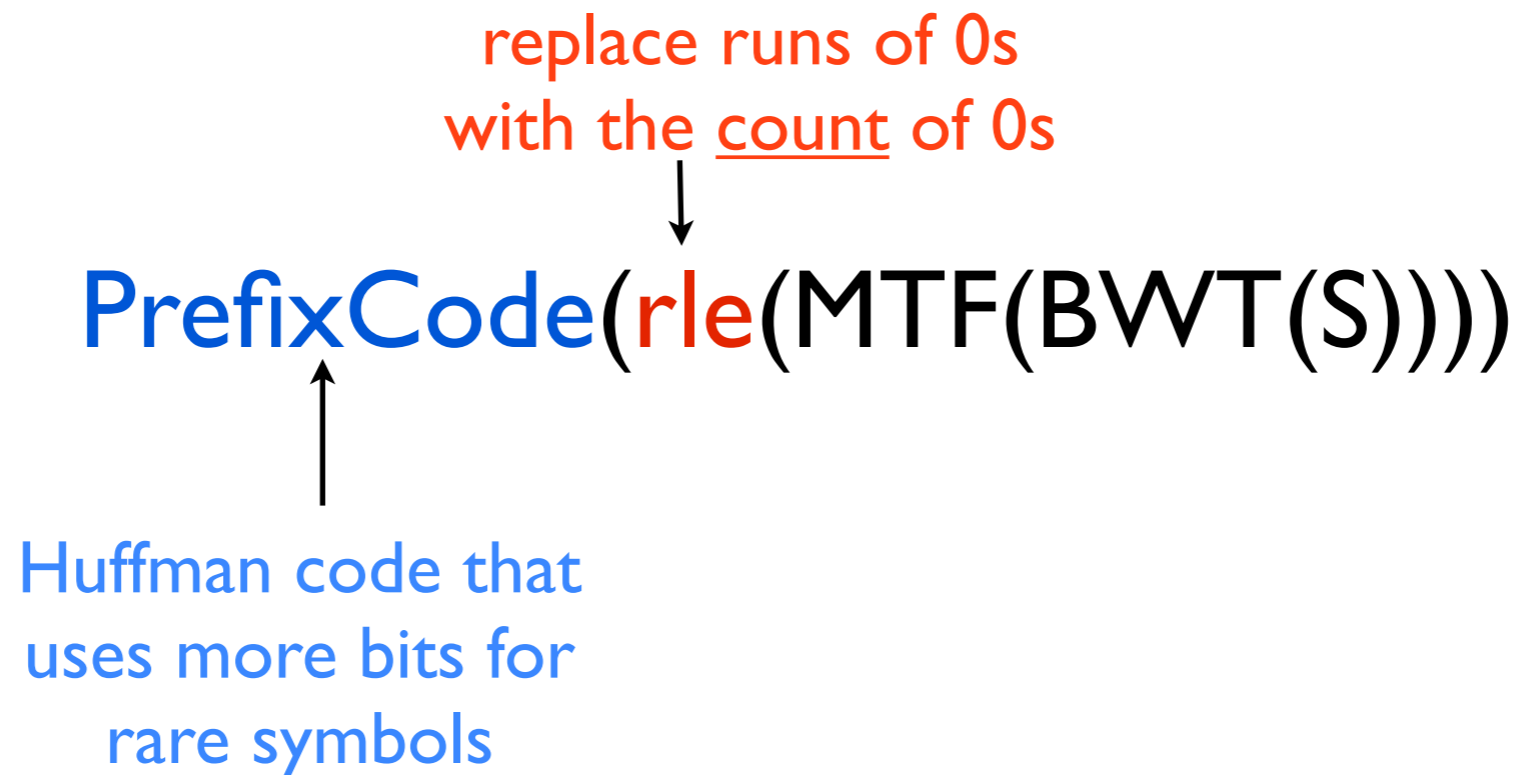 replace runs of 0s
with the count of 0s
PrefixCode(rle(MTF(BWT(S))))
Huffman code that
uses more bits for
rare symbols